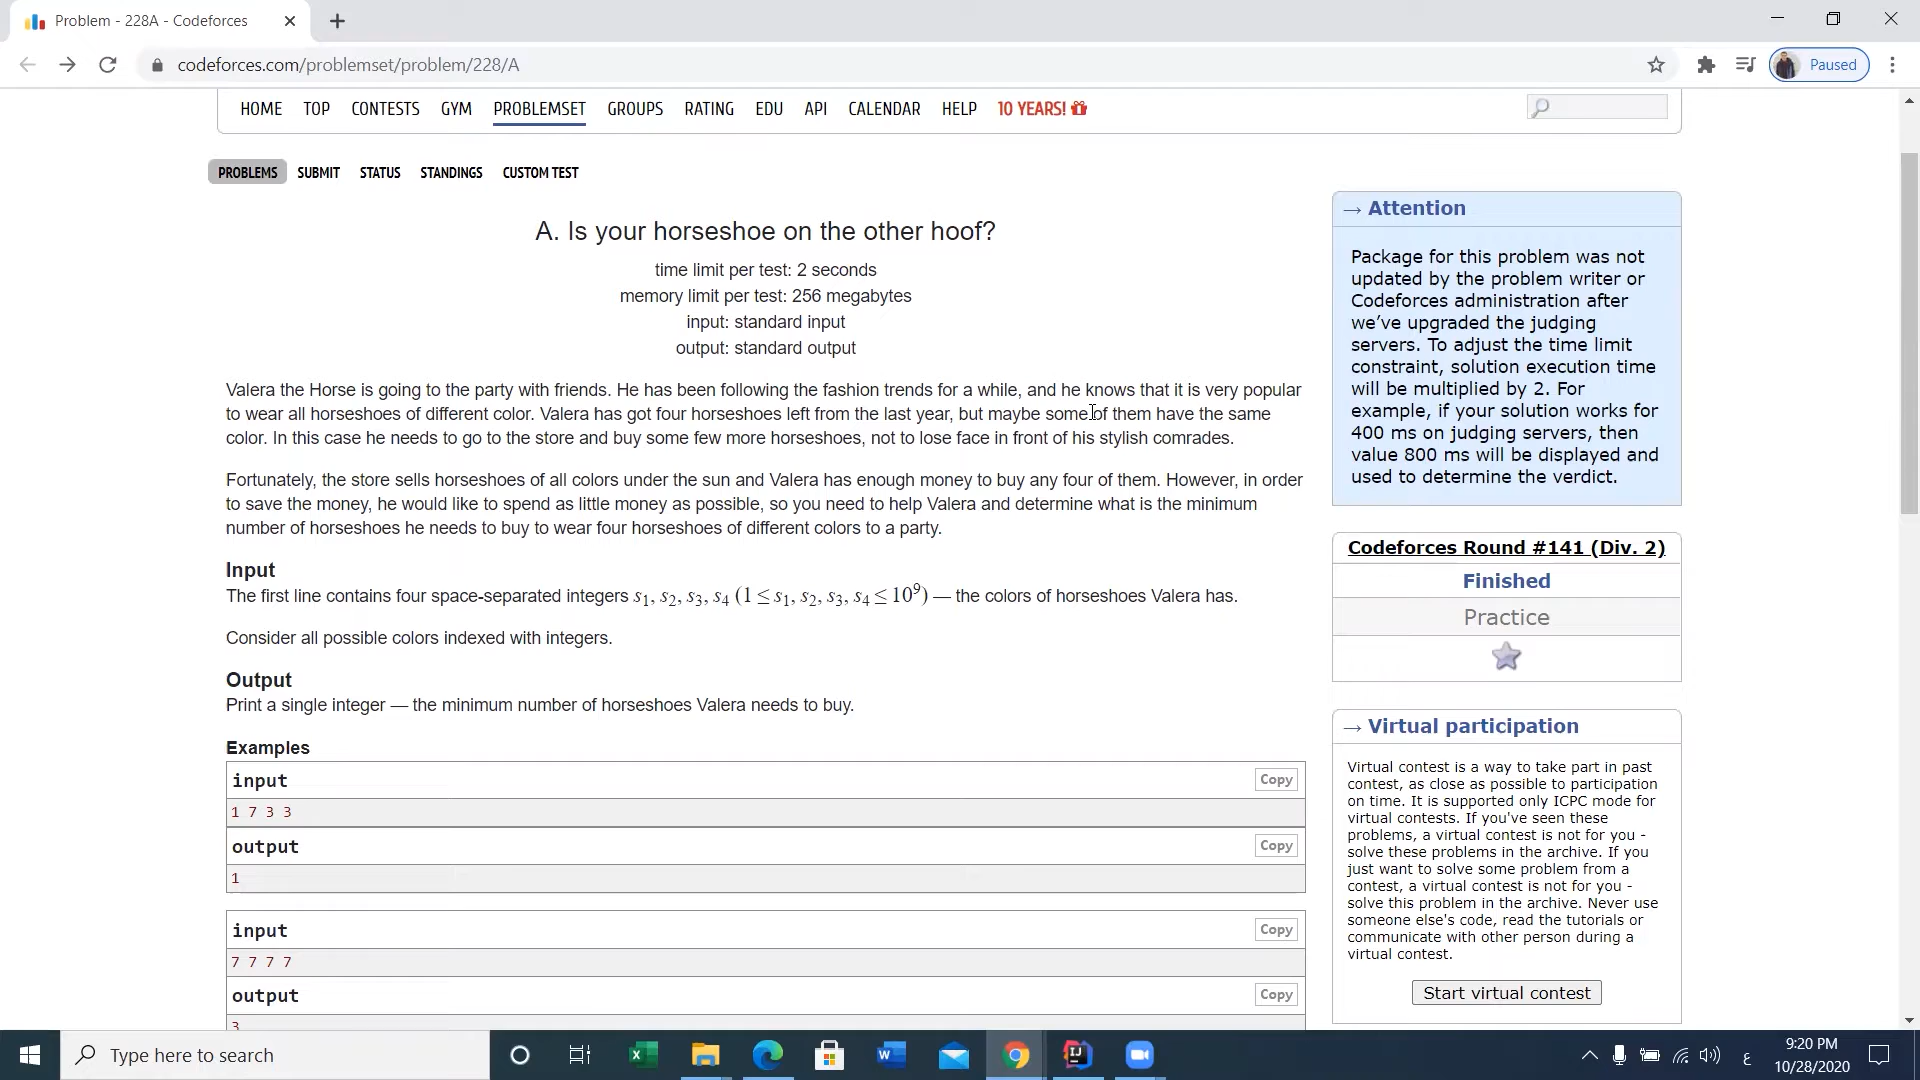 Problem - 228A - Codeforces
codeforces.com/problemset/problem/228/A
Paused
HOME TOP CONTESTS GYM PROBLEMSET GROUPS RATING EDU API CALENDAR HELP 10 YEARS!
PROBLEMS SUBMIT STATUS STANDINGS CUSTOM TEST
A. Is your horseshoe on the other hoof?
time limit per test: 2 seconds
memory limit per test: 256 megabytes
input: standard input
output: standard output
Valera the Horse is going to the party with friends. He has been following the fashion trends for a while, and he knows that it is very popular
to wear all horseshoes of different color. Valera has got four horseshoes left from the last year, but maybe some of them have the same
color. In this case he needs to go to the store and buy some few more horseshoes, not to lose face in front of his stylish comrades.
Fortunately, the store sells horseshoes of all colors under the sun and Valera has enough money to buy any four of them. However, in order
to save the money, he would like to spend as little money as possible, so you need to help Valera and determine what is the minimum
number of horseshoes he needs to buy to wear four horseshoes of different colors to a party.
Input
The first line contains four space-separated integers s₁, s₂, s₃, s₄ (1 ≤ s₁, s₂, s₃, s₄ ≤ 10⁹) — the colors of horseshoes Valera has.
Consider all possible colors indexed with integers.
Output
Print a single integer — the minimum number of horseshoes Valera needs to buy.
Examples
input
Copy
1 7 3 3
output
Copy
1
input
Copy
7 7 7 7
output
Copy
3
→ Attention
Package for this problem was not
updated by the problem writer or
Codeforces administration after
we've upgraded the judging
servers. To adjust the time limit
constraint, solution execution time
will be multiplied by 2. For
example, if your solution works for
400 ms on judging servers, then
value 800 ms will be displayed and
used to determine the verdict.
Codeforces Round #141 (Div. 2)
Finished
Practice
→ Virtual participation
Virtual contest is a way to take part in past
contest, as close as possible to participation
on time. It is supported only ICPC mode for
virtual contests. If you've seen these
problems, a virtual contest is not for you -
solve these problems in the archive. If you
just want to solve some problem from a
contest, a virtual contest is not for you -
solve this problem in the archive. Never use
someone else's code, read the tutorials or
communicate with other person during a
virtual contest.
Start virtual contest
Type here to search
ع
9:20 PM
10/28/2020